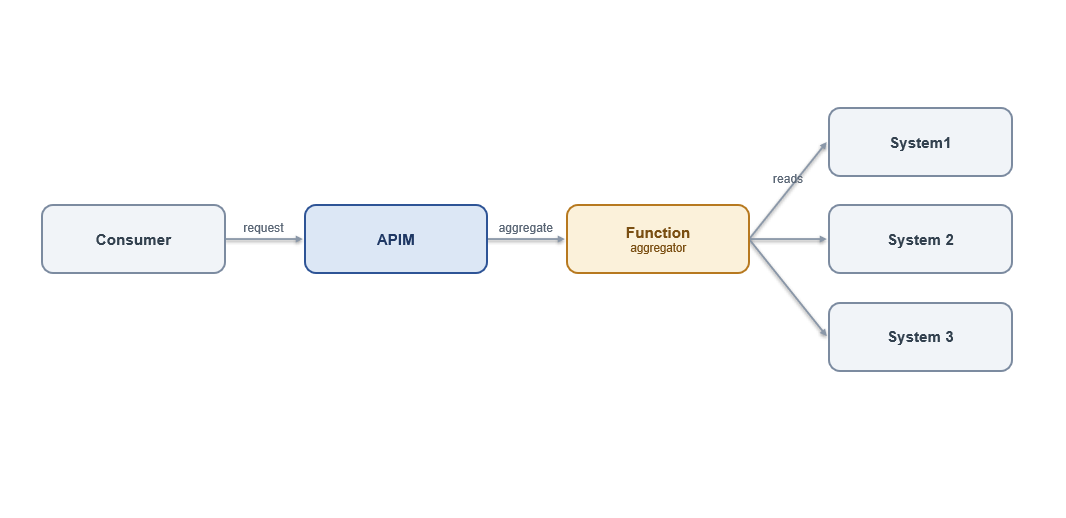 Consumer
request
APIM
aggregate
Function
aggregator
reads
System1
System 2
System 3